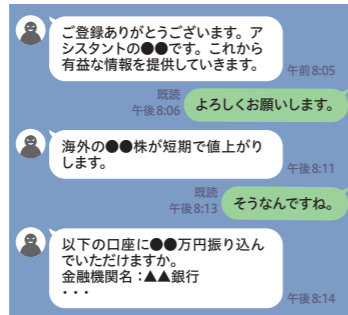 ご登録ありがとうございます。ア
シスタントの●●です。これから
有益な情報を提供していきます。
午前8:05
既読
午後8:06
よろしくお願いします。
海外の●●株が短期で値上がり
します。
午後8:11
既読
午後8:13
そうなんですね。
以下の口座に●●万円振り込ん
でいただけますか。
金融機関名：▲▲銀行
・・・
午後8:14